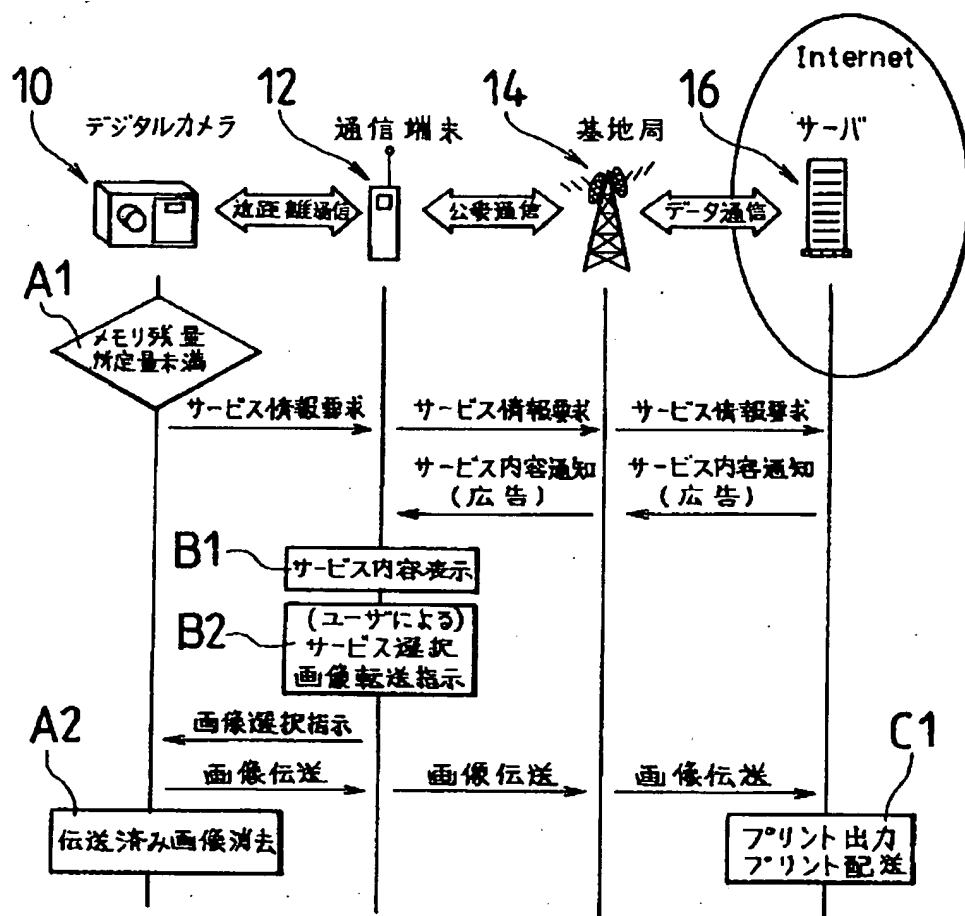 Internet
10
12
14
16
デジタルカメラ
通信端末
基地局
サーバ
近距離通信
公衆通信
データ通信
A1
メモリ残量
所定量未満
サービス情報要求
サービス情報要求
サービス情報要求
サービス内容通知
(広告)
サービス内容通知
(広告)
B1
サービス内容表示
B2
(ユーザによる)
サービス選択
画像転送指示
画像選択指示
A2
C1
画像伝送
画像伝送
画像伝送
伝送済み画像消去
プリント出力
プリント配送